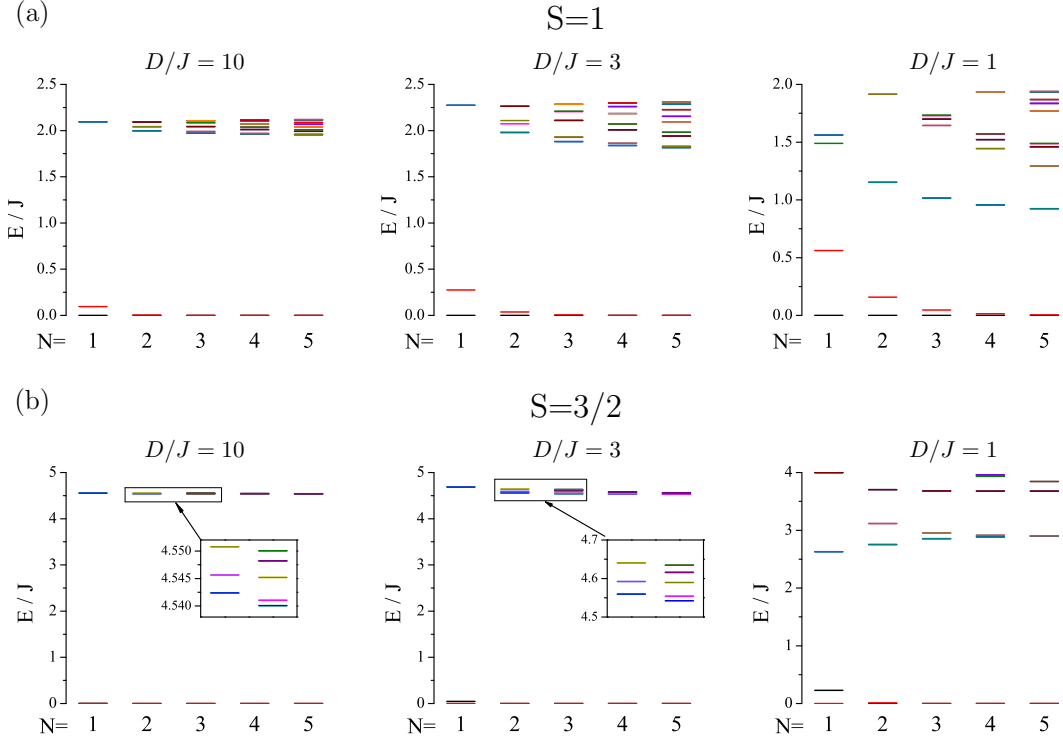 (a)
S=1
D/J = 10
D/J = 3
D/J = 1
2.5
2.0
1.5
1.0
0.5
0.0
E / J
N= 1 2 3 4 5
2.5
2.0
1.5
1.0
0.5
0.0
E / J
N= 1 2 3 4 5
2.0
1.5
1.0
0.5
0.0
E / J
N= 1 2 3 4 5
(b)
S=3/2
D/J = 10
D/J = 3
D/J = 1
5
4
3
2
1
0
E / J
4.550
4.545
4.540
N= 1 2 3 4 5
5
4
3
2
1
0
E / J
4.7
4.6
4.5
N= 1 2 3 4 5
4
3
2
1
0
E / J
N= 1 2 3 4 5